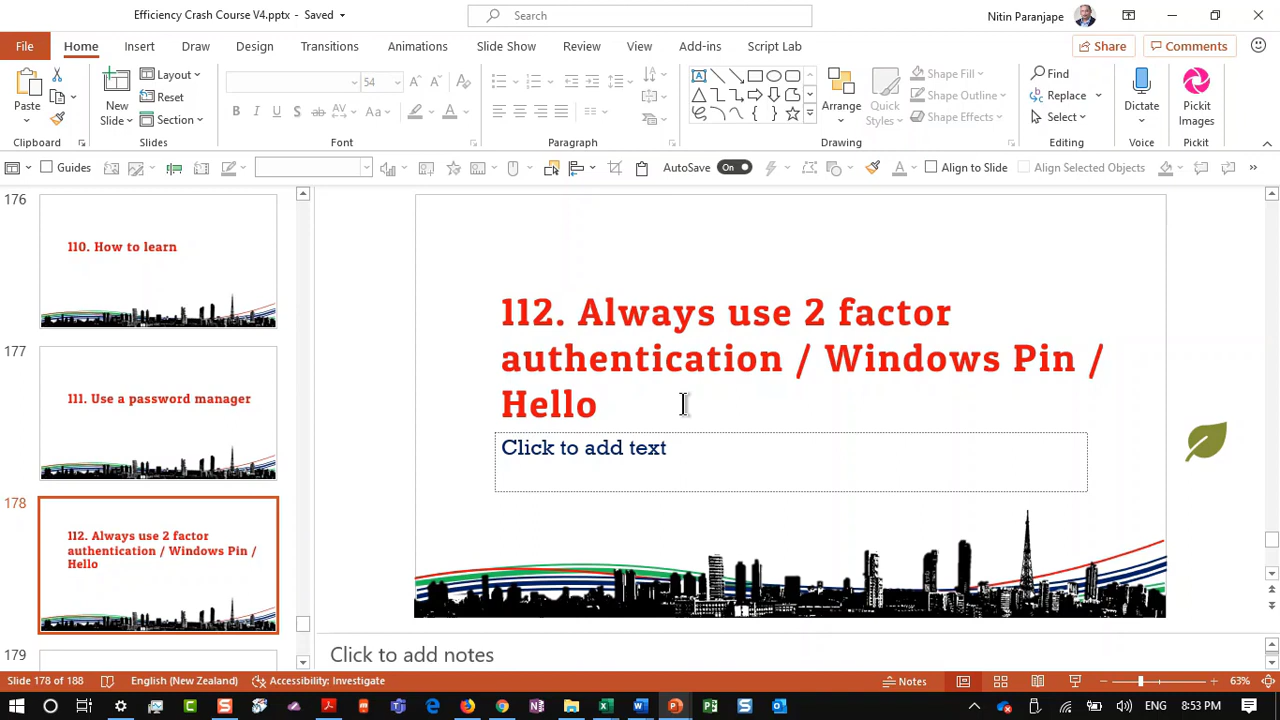 Efficiency Crash Course V4.pptx - Saved
Search
Nitin Paranjape
File Home Insert Draw Design Transitions Animations Slide Show Review View Add-ins Script Lab
Share Comments
Paste
Clipboard
New Slide
Layout
Reset
Section
Slides
54
B I U S ab AV Aa A
Font
Paragraph
Arrange
Quick Styles
Shape Fill
Shape Outline
Shape Effects
Drawing
Find
Replace
Select
Editing
Dictate
Voice
Pickit Images
Pickit
Guides
AutoSave On
Align to Slide
Align Selected Objects
176
110. How to learn
177
111. Use a password manager
178
112. Always use 2 factor
authentication / Windows Pin /
Hello
179
112. Always use 2 factor
authentication / Windows Pin /
Hello
Click to add text
Click to add notes
Slide 178 of 188 English (New Zealand) Accessibility: Investigate Notes 63%
ENG 8:53 PM